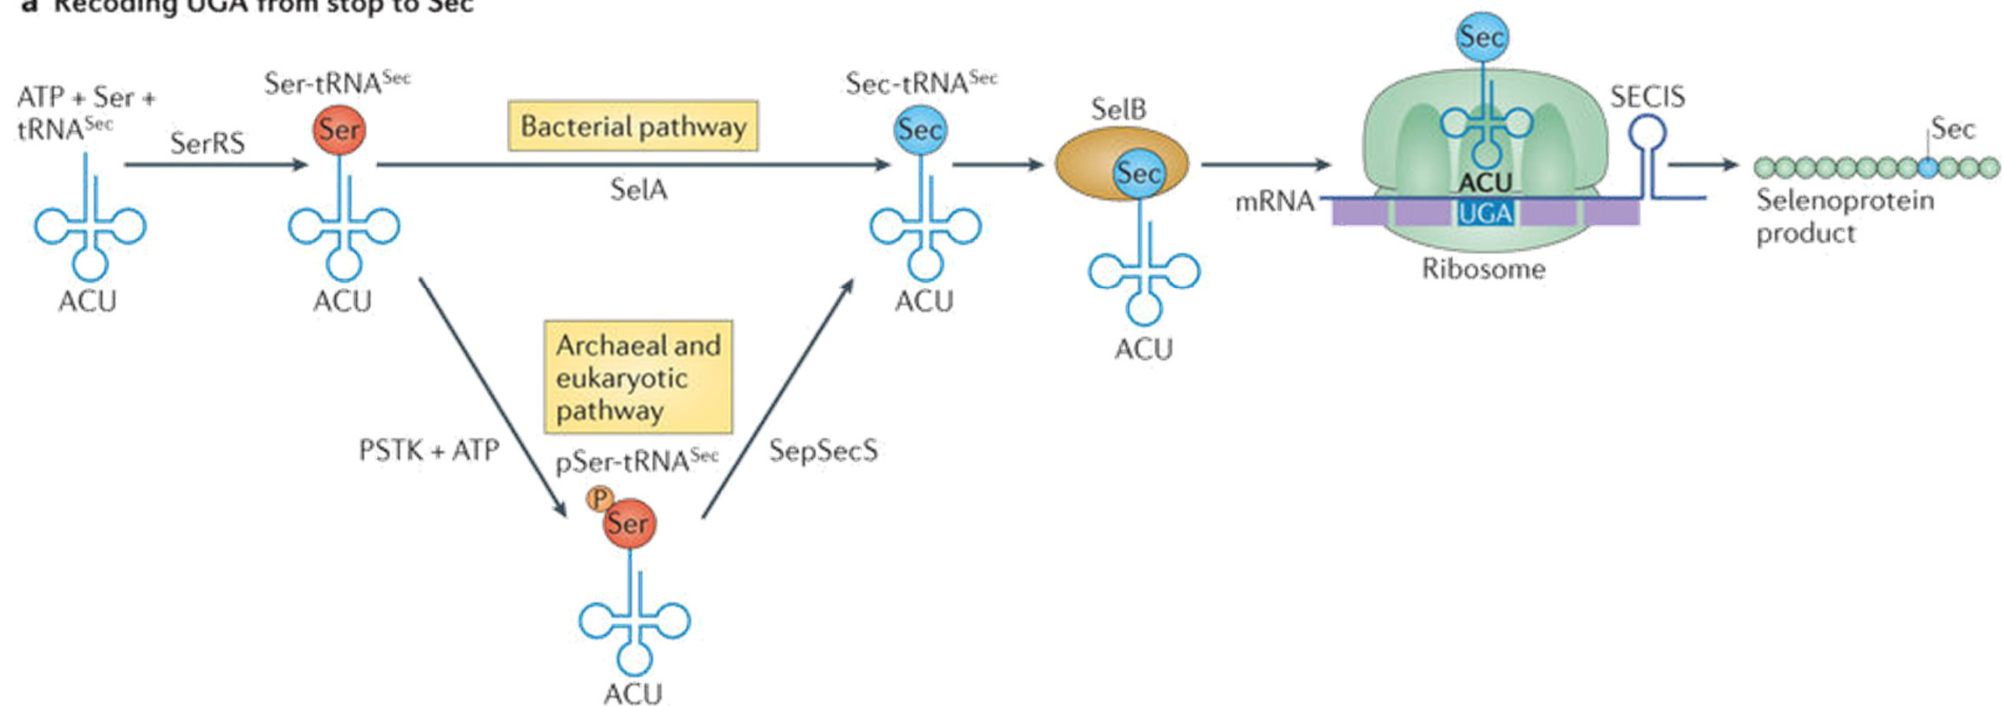 a Recoding UGA from stop to Sec
ATP + Ser +
tRNASec
SerRS
ACU
Ser-tRNASec
Ser
ACU
Bacterial pathway
SelA
Sec-tRNASec
Sec
ACU
SelB
Sec
ACU
mRNA
Sec
ACU
UGA
Ribosome
SECIS
Sec
Selenoprotein
product
Archaeal and
eukaryotic
pathway
PSTK + ATP
pSer-tRNASec
P
Ser
ACU
SepSecS